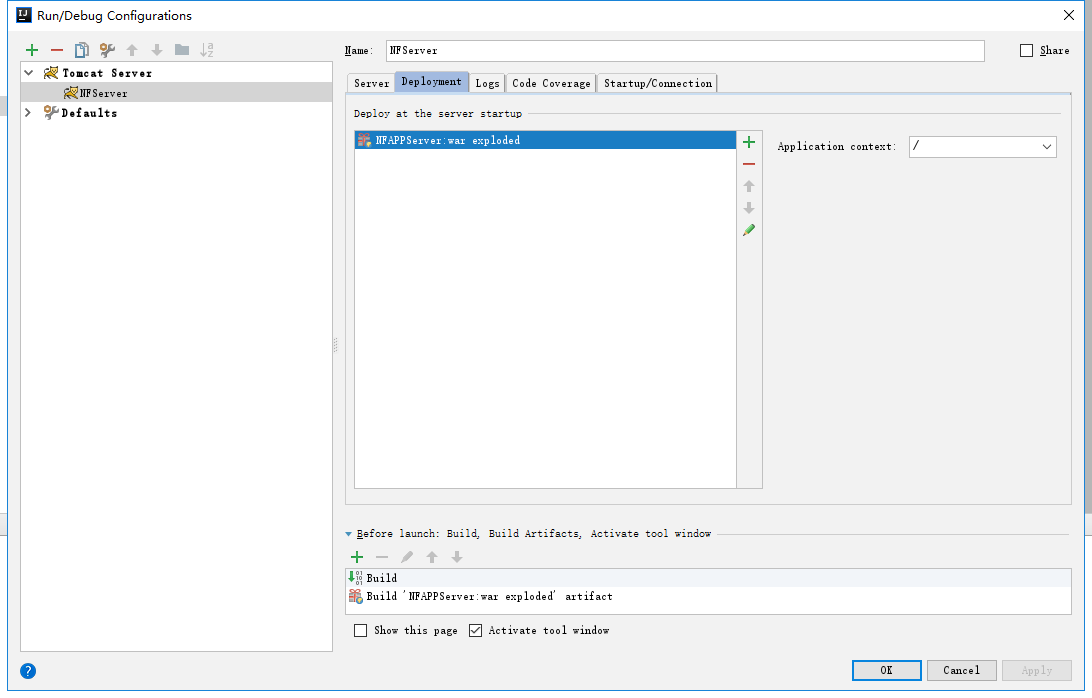 Run/Debug Configurations
Name: NFServer
Share
Tomcat Server
NFServer
Defaults
Server
Deployment
Logs
Code Coverage
Startup/Connection
Deploy at the server startup
NFAPPServer:war exploded
Application context: /
Before launch: Build, Build Artifacts, Activate tool window
Build
Build 'NFAPPServer:war exploded' artifact
Show this page
Activate tool window
?
OK
Cancel
Apply